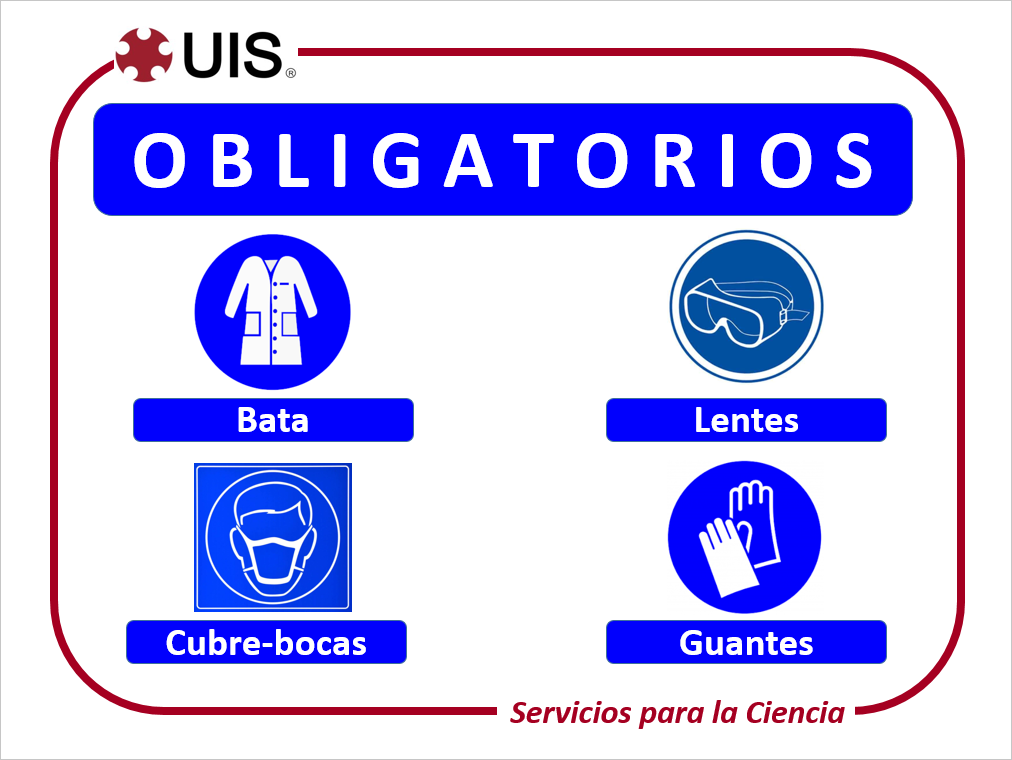 UIS®
OBLIGATORIOS
Bata
Lentes
Cubre-bocas
Guantes
Servicios para la Ciencia